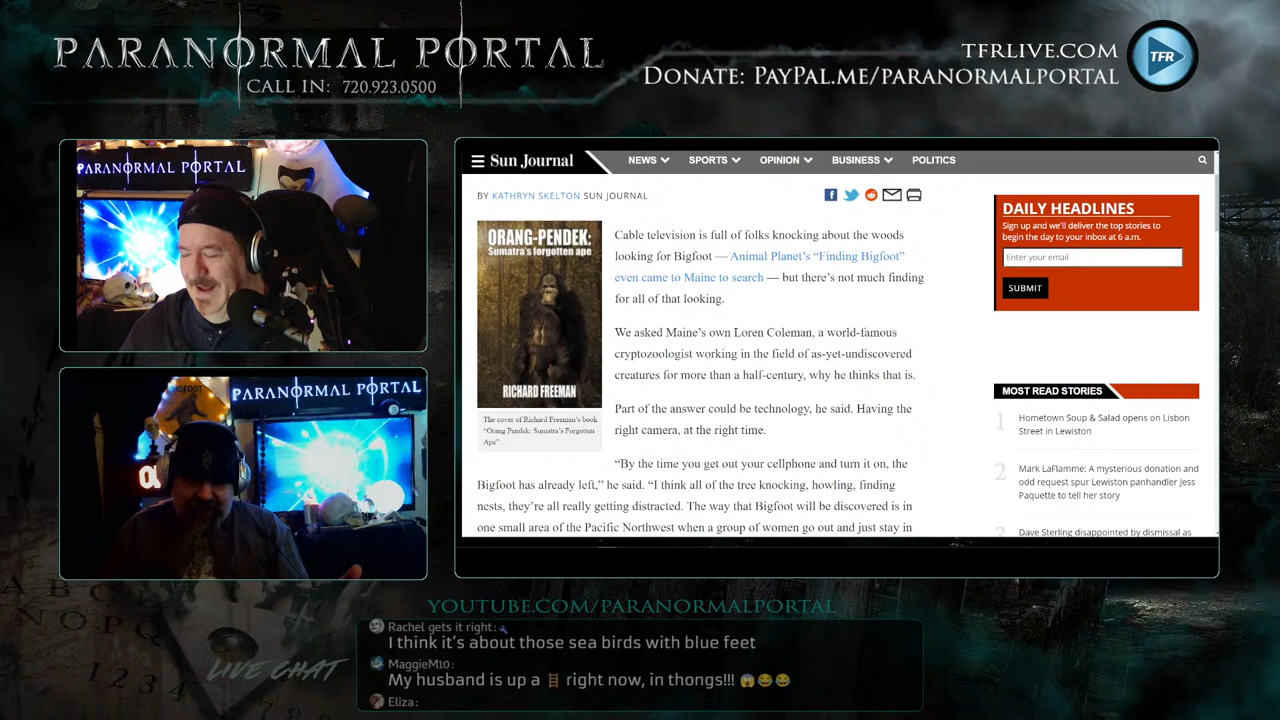 PARANORMAL PORTAL
CALL IN: 720.923.0500
TFRLIVE.COM
TFR
DONATE: PAYPAL.ME/PARANORMALPORTAL
PARANORMAL PORTAL
BIGFOOT
PARANORMAL PORTAL
Sun Journal
NEWS SPORTS OPINION BUSINESS POLITICS
BY KATHRYN SKELTON SUN JOURNAL
ORANG-PENDEK:
Sumatra's forgotten ape
RICHARD FREEMAN
The cover of Richard Freeman's book
"Orang Pendek: Sumatra's Forgotten
Ape"
Cable television is full of folks knocking about the woods
looking for Bigfoot — Animal Planet's "Finding Bigfoot"
even came to Maine to search — but there's not much finding
for all of that looking.
We asked Maine's own Loren Coleman, a world-famous
cryptozoologist working in the field of as-yet-undiscovered
creatures for more than a half-century, why he thinks that is.
Part of the answer could be technology, he said. Having the
right camera, at the right time.
"By the time you get out your cellphone and turn it on, the
Bigfoot has already left," he said. "I think all of the tree knocking, howling, finding
nests, they're all really getting distracted. The way that Bigfoot will be discovered is in
one small area of the Pacific Northwest when a group of women go out and just stay in
DAILY HEADLINES
Sign up and we'll deliver the top stories to
begin the day to your inbox at 6 a.m.
Enter your email
SUBMIT
MOST READ STORIES
1 Hometown Soup & Salad opens on Lisbon
Street in Lewiston
2 Mark LaFlamme: A mysterious donation and
odd request spur Lewiston panhandler Jess
Paquette to tell her story
3 Dave Sterling disappointed by dismissal as
YOUTUBE.COM/PARANORMALPORTAL
LIVE CHAT
Rachel gets it right:
I think it's about those sea birds with blue feet
MaggieM10:
My husband is up a 🪜 right now, in thongs!!! 😱😂😂
Eliza:
A B C D
N O P Q
1 2 3 4